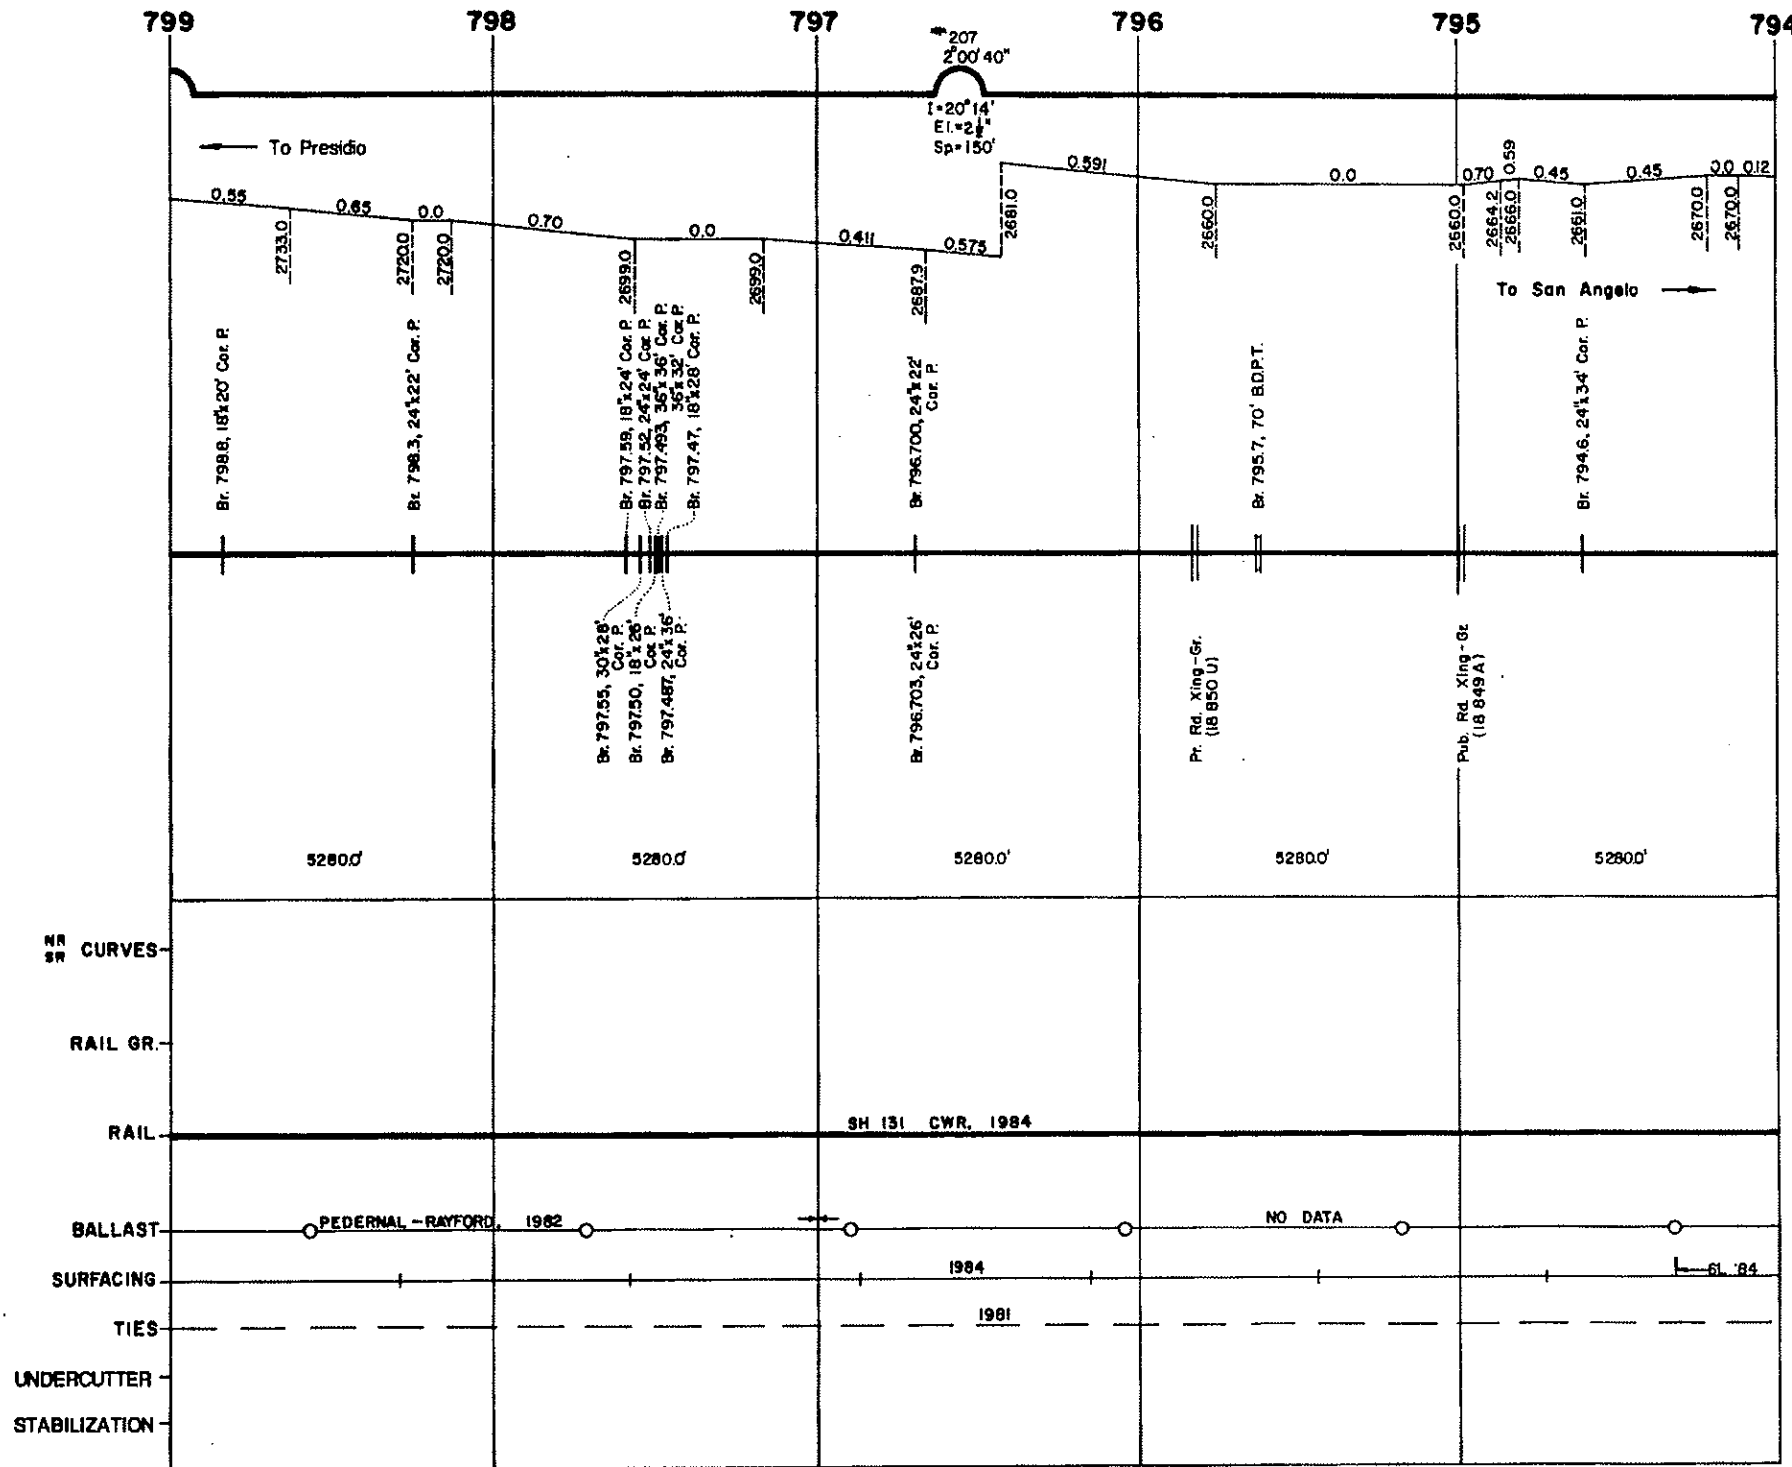 799 798 797 796 795 794
207
2°00'40"
I=20°14'
Sp=150'
To Presidio
0.55 0.65 0.0 0.70 0.0 0.411 0.575 0.591 0.0 0.70 0.59 0.45 0.45 0.0 0.12
2733.0 2720.0 2720.0 2699.0 2699.0 2687.9 2681.0 2660.0 2660.0 2664.2 2666.0 2661.0 2670.0 2670.0
To San Angelo
Br. 798.8, 18"x20' Cor. P.
Br. 798.3, 24"x22' Cor. P.
Br. 797.59, 18"x24' Cor. P.
Br. 797.52, 24"x24' Cor. P.
Br. 797.493, 36"x36' Cor. P.
36"x32' Cor. P.
Br. 797.47, 18"x28' Cor. P.
Br. 796.700, 24"x22'
Cor. P.
Br. 795.7, 70' B.D.P.T.
Br. 794.6, 24"x34' Cor. P.
Br. 797.55, 30"x28'
Cor. P.
Br. 797.50, 18"x26'
Cor. P.
Br. 797.487, 24"x36'
Cor. P.
Br. 796.703, 24"x26'
Cor. P.
Pr. Rd. Xing-Gr.
(18 850 U)
Pub. Rd. Xing-Gr.
(18 849 A)
5280.0' 5280.0' 5280.0' 5280.0' 5280.0'
NR
SR
CURVES
RAIL GR.
RAIL
SH 131 CWR, 1984
BALLAST
PEDERNAL-RAYFORD, 1982
NO DATA
SURFACING
1984
6L '84
TIES
1981
UNDERCUTTER
STABILIZATION